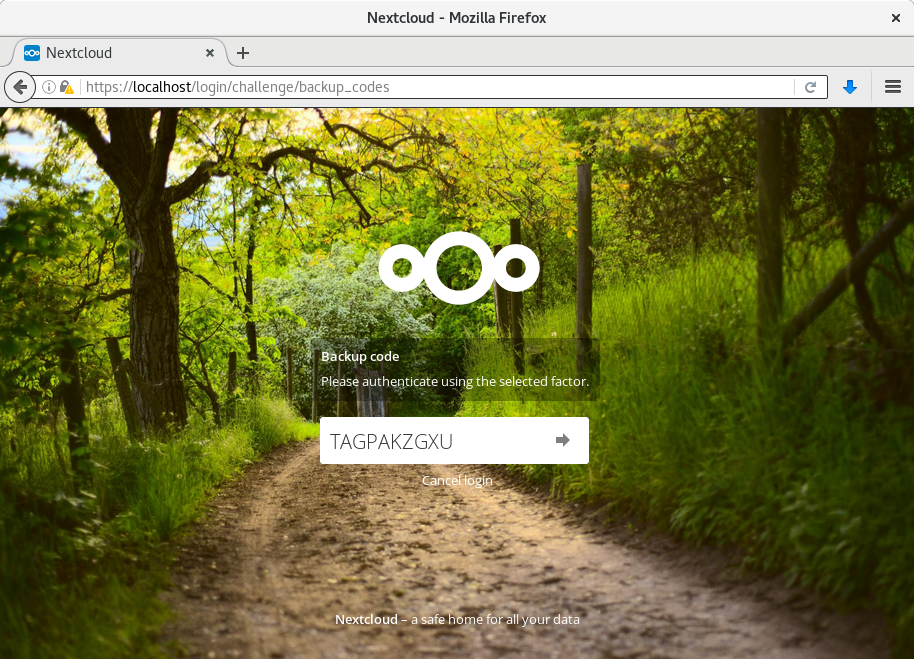 Nextcloud - Mozilla Firefox
Nextcloud
https://localhost/login/challenge/backup_codes
Backup code
Please authenticate using the selected factor.
TAGPAKZGXU
Cancel login
Nextcloud – a safe home for all your data